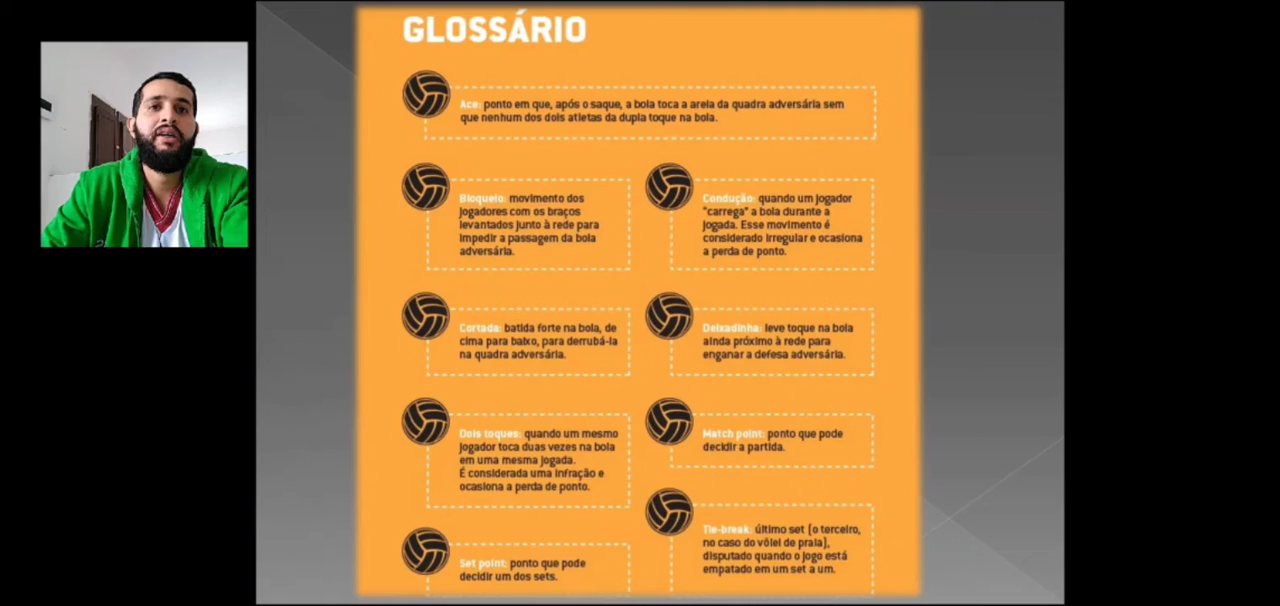 GLOSSÁRIO
Ace: ponto em que, após o saque, a bola toca a areia da quadra adversária sem
que nenhum dos dois atletas da dupla toque na bola.
Bloqueio: movimento dos
jogadores com os braços
levantados junto à rede para
impedir a passagem da bola
adversária.
Condução: quando um jogador
"carrega" a bola durante a
jogada. Esse movimento é
considerado irregular e ocasiona
a perda de ponto.
Cortada: batida forte na bola, de
cima para baixo, para derrubá-la
na quadra adversária.
Deixadinha: leve toque na bola
ainda próximo à rede para
enganar a defesa adversária.
Dois toques: quando um mesmo
jogador toca duas vezes na bola
em uma mesma jogada.
É considerada uma infração e
ocasiona a perda de ponto.
Match point: ponto que pode
decidir a partida.
Set point: ponto que pode
decidir um dos sets.
Tie-break: último set (o terceiro,
no caso do vôlei de praia),
disputado quando o jogo está
empatado em um set a um.